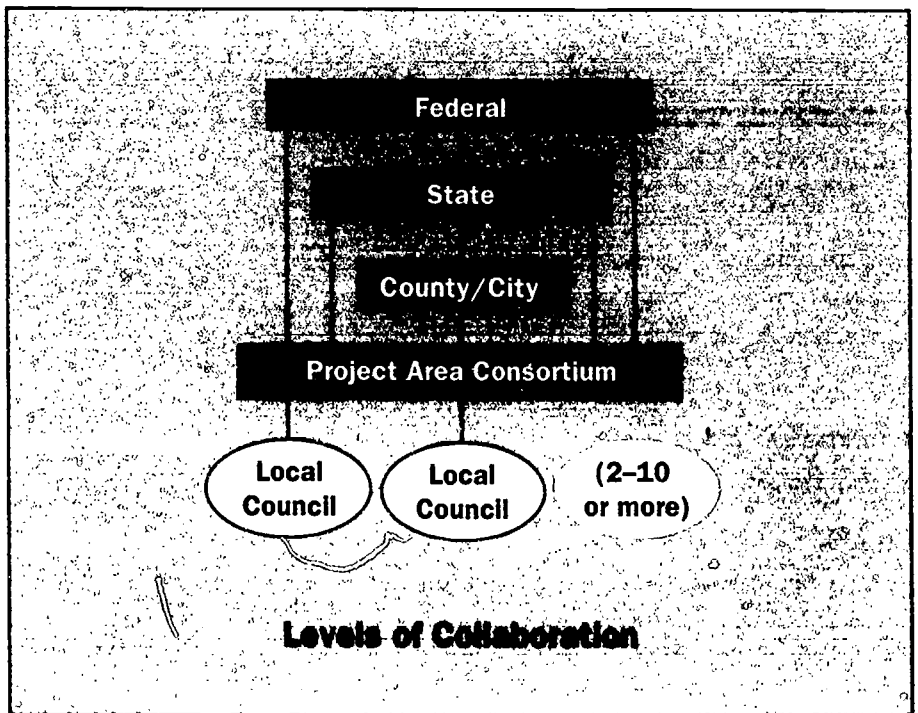 Federal
State
County/City
Project Area Consortium
Local
Council
Local
Council
(2–10
or more)
Levels of Collaboration